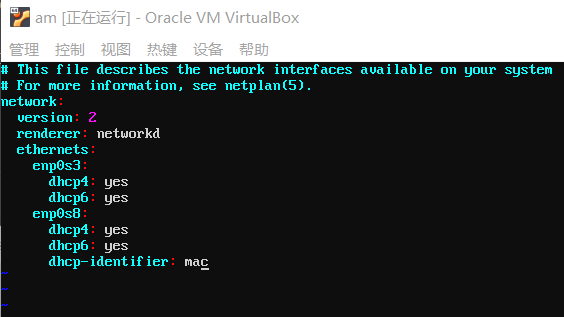 am [正在运行] - Oracle VM VirtualBox
管理 控制 视图 热键 设备 帮助
# This file describes the network interfaces available on your system
# For more information, see netplan(5).
network:
  version: 2
  renderer: networkd
  ethernets:
    enp0s3:
      dhcp4: yes
      dhcp6: yes
    enp0s8:
      dhcp4: yes
      dhcp6: yes
      dhcp-identifier: mac
~
~
~